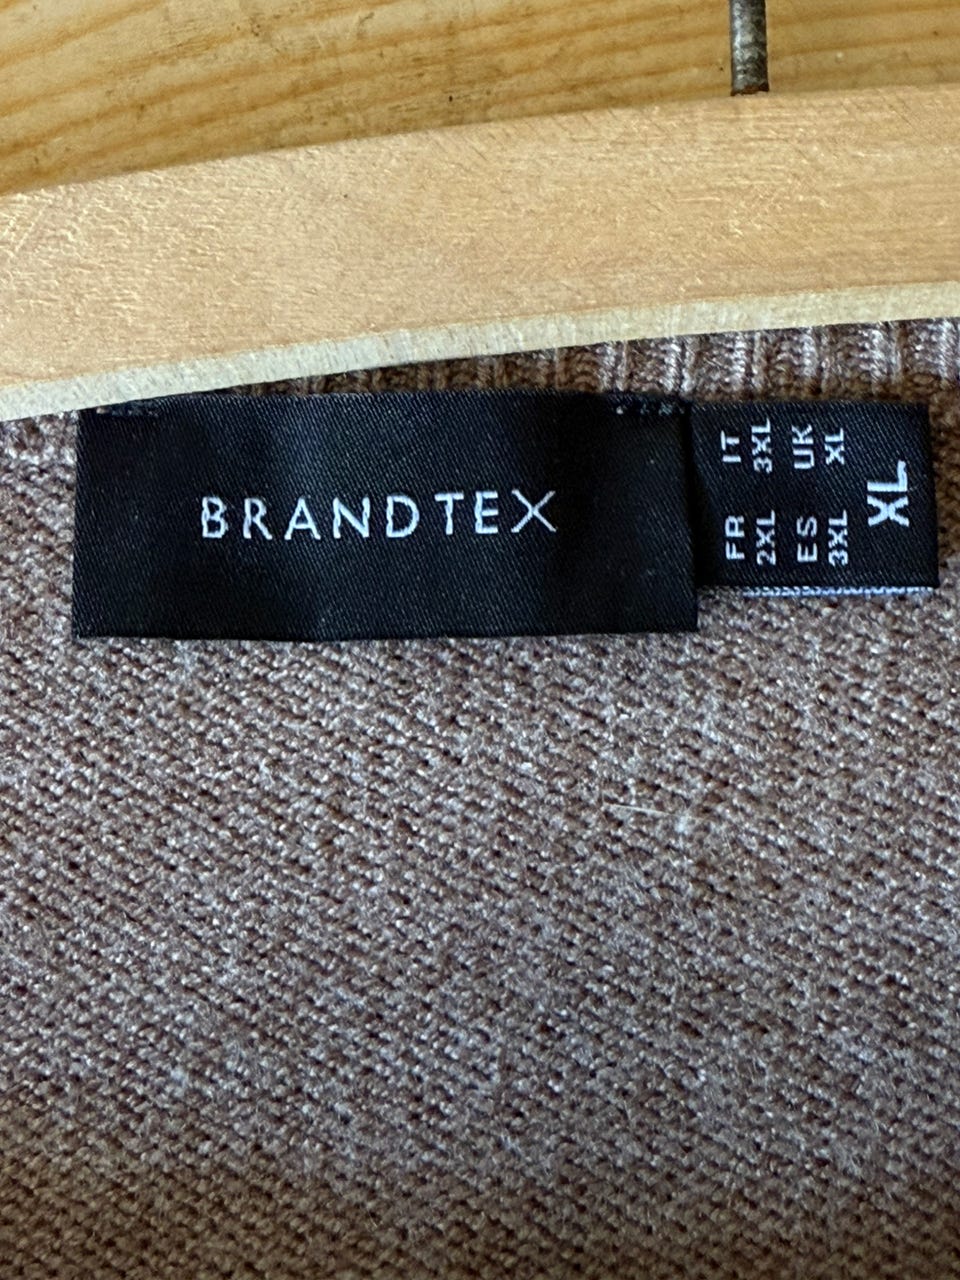 BRANDTEX
XL
FR 2XL
IT 3XL
ES 3XL
UK XL